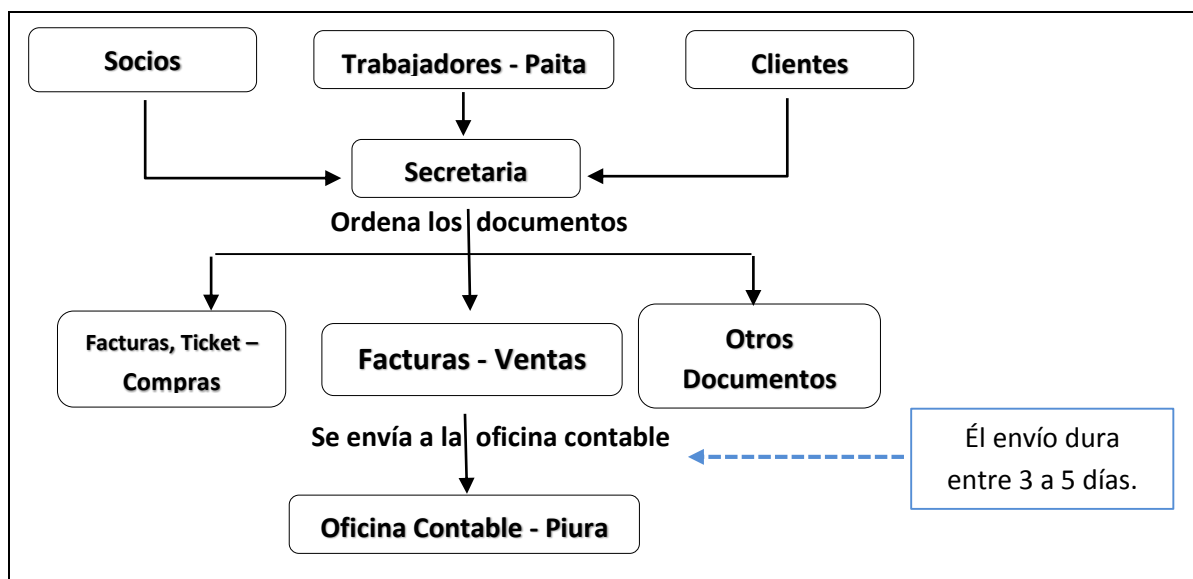 Socios
Trabajadores - Paita
Clientes
Secretaria
Ordena los documentos
Facturas, Ticket –
Compras
Facturas - Ventas
Otros
Documentos
Se envía a la oficina contable
Él envío dura
entre 3 a 5 días.
Oficina Contable - Piura